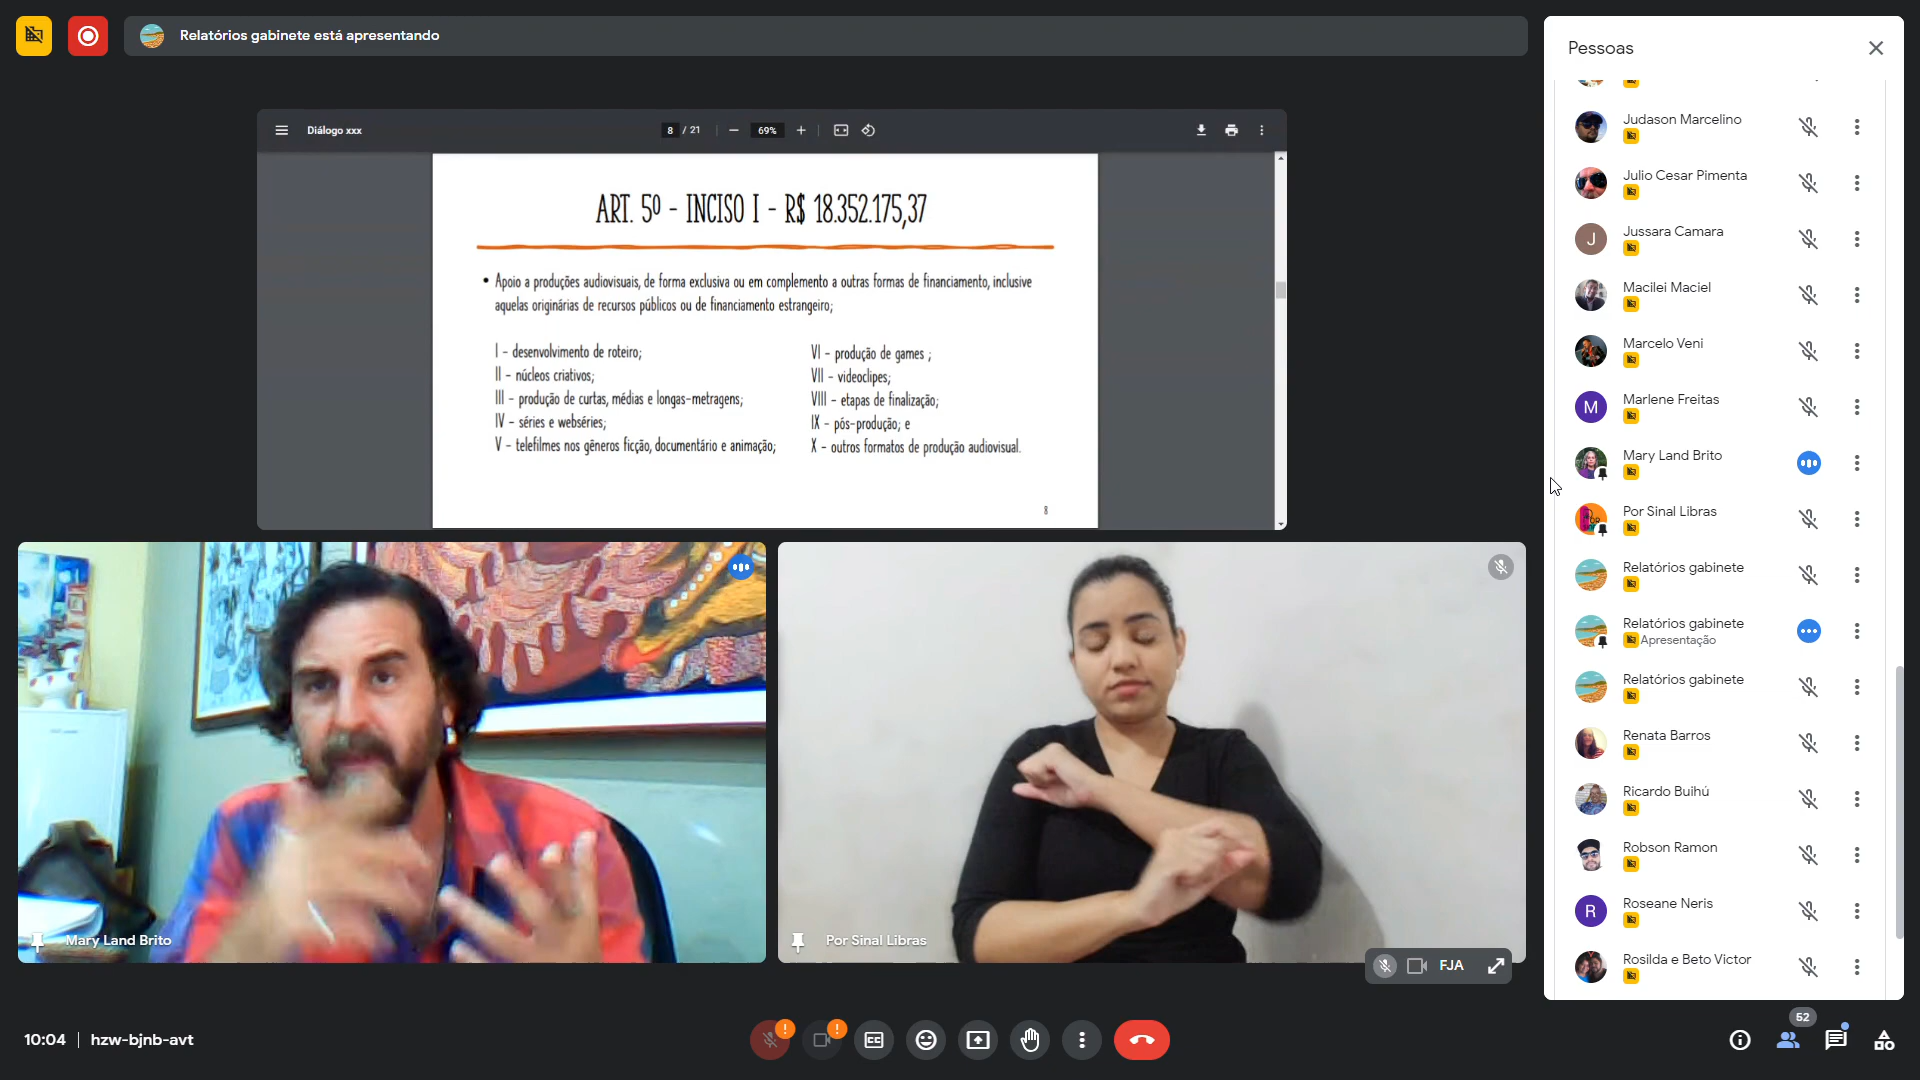 Relatórios gabinete está apresentando
Diálogo xxx
8 / 21
69%
ART. 5º - INCISO I - R$ 18.352.175,37
• Apoio a produções audiovisuais, de forma exclusiva ou em complemento a outras formas de financiamento, inclusive
aquelas originárias de recursos públicos ou de financiamento estrangeiro;
I - desenvolvimento de roteiro;
II - núcleos criativos;
III - produção de curtas, médias e longas-metragens;
IV - séries e webséries;
V - telefilmes nos gêneros ficção, documentário e animação;
VI - produção de games ;
VII - videoclipes;
VIII - etapas de finalização;
IX - pós-produção; e
X - outros formatos de produção audiovisual.
8
Mary Land Brito
Por Sinal Libras
FJA
10:04
hzw-bjnb-avt
Pessoas
Judason Marcelino
Julio Cesar Pimenta
J
Jussara Camara
Macilei Maciel
Marcelo Veni
M
Marlene Freitas
Mary Land Brito
Por Sinal Libras
Relatórios gabinete
Relatórios gabinete
Apresentação
Relatórios gabinete
Renata Barros
Ricardo Buihú
Robson Ramon
R
Roseane Neris
Rosilda e Beto Victor
52